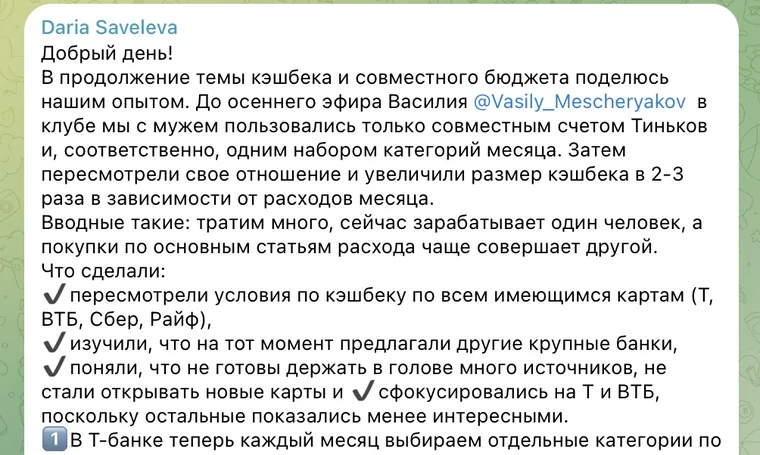 Daria Saveleva
Добрый день!
В продолжение темы кэшбека и совместного бюджета поделюсь
нашим опытом. До осеннего эфира Василия @Vasily_Mescheryakov в
клубе мы с мужем пользовались только совместным счетом Тиньков
и, соответственно, одним набором категорий месяца. Затем
пересмотрели свое отношение и увеличили размер кэшбека в 2-3
раза в зависимости от расходов месяца.
Вводные такие: тратим много, сейчас зарабатывает один человек, а
покупки по основным статьям расхода чаще совершает другой.
Что сделали:
✔️пересмотрели условия по кэшбеку по всем имеющимся картам (Т,
ВТБ, Сбер, Райф),
✔️изучили, что на тот момент предлагали другие крупные банки,
✔️поняли, что не готовы держать в голове много источников, не
стали открывать новые карты и ✔️сфокусировались на Т и ВТБ,
поскольку остальные показались менее интересными.
1️⃣В Т-банке теперь каждый месяц выбираем отдельные категории по